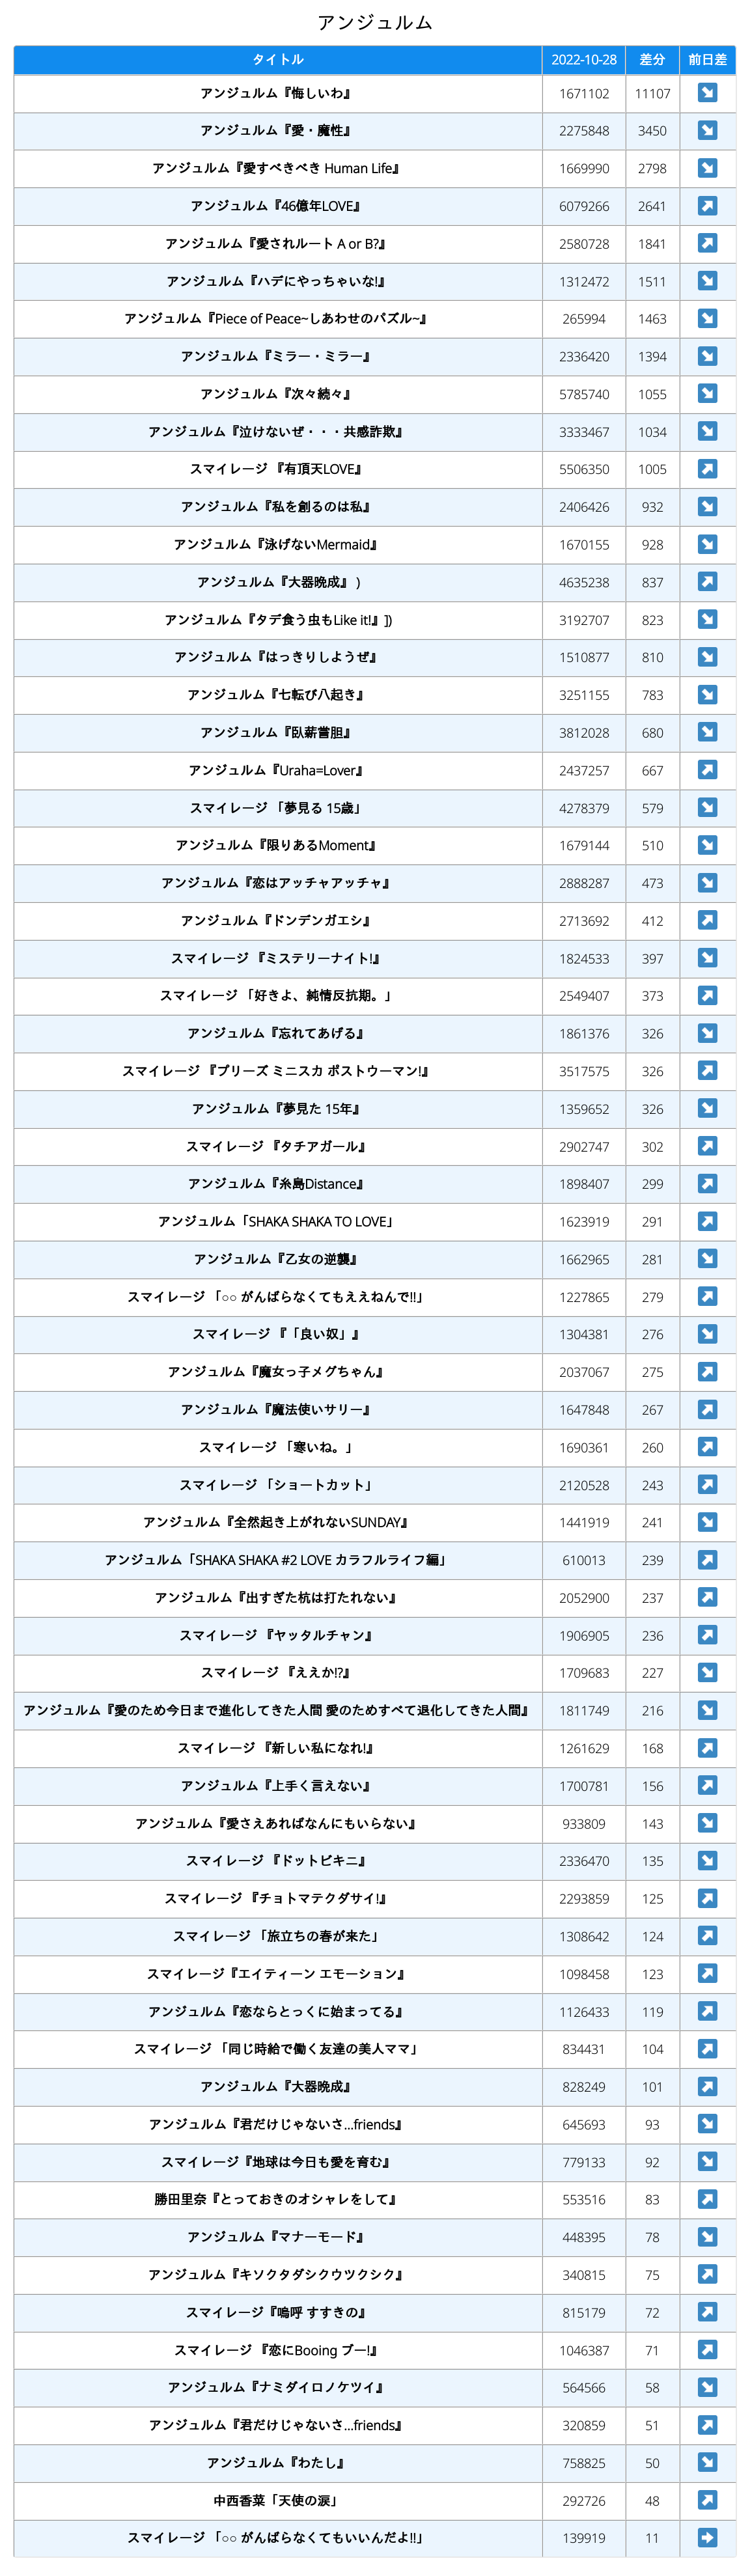 アンジュルム
タイトル 2022-10-28 差分 前日差
アンジュルム『悔しいわ』 1671102 11107 ↘
アンジュルム『愛・魔性』 2275848 3450 ↘
アンジュルム『愛すべきべき Human Life』 1669990 2798 ↘
アンジュルム『46億年LOVE』 6079266 2641 ↗
アンジュルム『愛されルート A or B?』 2580728 1841 ↗
アンジュルム『ハデにやっちゃいな!』 1312472 1511 ↘
アンジュルム『Piece of Peace~しあわせのパズル~』 265994 1463 ↘
アンジュルム『ミラー・ミラー』 2336420 1394 ↘
アンジュルム『次々続々』 5785740 1055 ↘
アンジュルム『泣けないぜ・・・共感詐欺』 3333467 1034 ↘
スマイレージ 『有頂天LOVE』 5506350 1005 ↗
アンジュルム『私を創るのは私』 2406426 932 ↘
アンジュルム『泳げないMermaid』 1670155 928 ↘
アンジュルム『大器晩成』 ) 4635238 837 ↗
アンジュルム『タデ食う虫もLike it!』]) 3192707 823 ↘
アンジュルム『はっきりしようぜ』 1510877 810 ↘
アンジュルム『七転び八起き』 3251155 783 ↘
アンジュルム『臥薪嘗胆』 3812028 680 ↘
アンジュルム『Uraha=Lover』 2437257 667 ↗
スマイレージ 「夢見る 15歳」 4278379 579 ↘
アンジュルム『限りあるMoment』 1679144 510 ↘
アンジュルム『恋はアッチャアッチャ』 2888287 473 ↘
アンジュルム『ドンデンガエシ』 2713692 412 ↗
スマイレージ 『ミステリーナイト!』 1824533 397 ↘
スマイレージ 「好きよ、純情反抗期。」 2549407 373 ↗
アンジュルム『忘れてあげる』 1861376 326 ↘
スマイレージ 『プリーズ ミニスカ ポストウーマン!』 3517575 326 ↗
アンジュルム『夢見た 15年』 1359652 326 ↘
スマイレージ 『タチアガール』 2902747 302 ↗
アンジュルム『糸島Distance』 1898407 299 ↗
アンジュルム「SHAKA SHAKA TO LOVE」 1623919 291 ↗
アンジュルム『乙女の逆襲』 1662965 281 ↘
スマイレージ 「○○ がんばらなくてもええねんで!!」 1227865 279 ↗
スマイレージ 『「良い奴」』 1304381 276 ↘
アンジュルム『魔女っ子メグちゃん』 2037067 275 ↗
アンジュルム『魔法使いサリー』 1647848 267 ↗
スマイレージ 「寒いね。」 1690361 260 ↗
スマイレージ 「ショートカット」 2120528 243 ↗
アンジュルム『全然起き上がれないSUNDAY』 1441919 241 ↘
アンジュルム「SHAKA SHAKA #2 LOVE カラフルライフ編」 610013 239 ↗
アンジュルム『出すぎた杭は打たれない』 2052900 237 ↗
スマイレージ 『ヤッタルチャン』 1906905 236 ↗
スマイレージ 『ええか!?』 1709683 227 ↘
アンジュルム『愛のため今日まで進化してきた人間 愛のためすべて退化してきた人間』 1811749 216 ↘
スマイレージ 『新しい私になれ!』 1261629 168 ↗
アンジュルム『上手く言えない』 1700781 156 ↗
アンジュルム『愛さえあればなんにもいらない』 933809 143 ↘
スマイレージ 『ドットビキニ』 2336470 135 ↘
スマイレージ 『チョトマテクダサイ!』 2293859 125 ↗
スマイレージ 「旅立ちの春が来た」 1308642 124 ↗
スマイレージ『エイティーン エモーション』 1098458 123 ↗
アンジュルム『恋ならとっくに始まってる』 1126433 119 ↗
スマイレージ 「同じ時給で働く友達の美人ママ」 834431 104 ↗
アンジュルム『大器晩成』 828249 101 ↗
アンジュルム『君だけじゃないさ...friends』 645693 93 ↘
スマイレージ『地球は今日も愛を育む』 779133 92 ↘
勝田里奈『とっておきのオシャレをして』 553516 83 ↗
アンジュルム『マナーモード』 448395 78 ↘
アンジュルム『キソクタダシクウツクシク』 340815 75 ↗
スマイレージ『嗚呼 すすきの』 815179 72 ↗
スマイレージ 『恋にBooing ブー!』 1046387 71 ↗
アンジュルム『ナミダイロノケツイ』 564566 58 ↘
アンジュルム『君だけじゃないさ...friends』 320859 51 ↗
アンジュルム『わたし』 758825 50 ↘
中西香菜「天使の涙」 292726 48 ↗
スマイレージ 「○○ がんばらなくてもいいんだよ!!」 139919 11 ➡